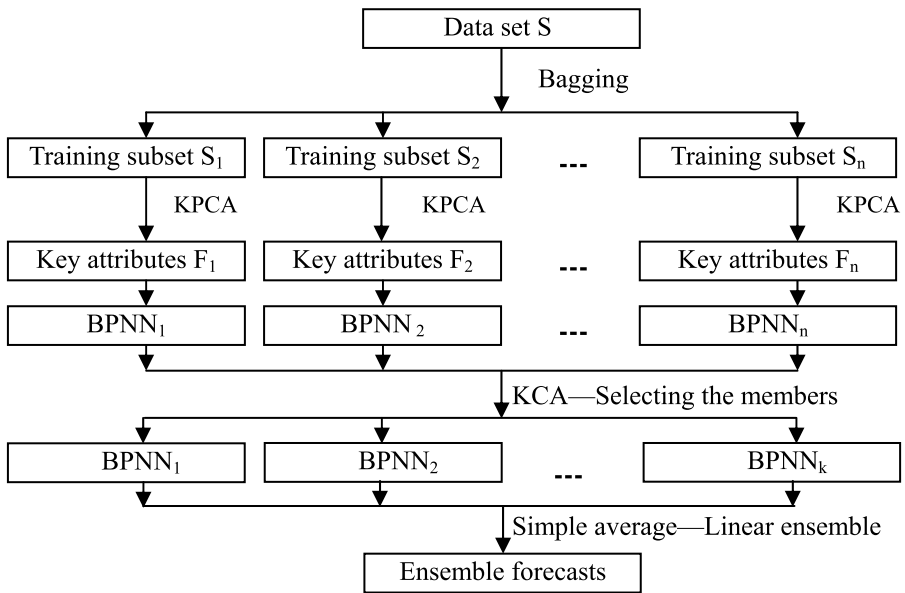 Data set S
Bagging
Training subset S₁ Training subset S₂ --- Training subset Sₙ
KPCA KPCA KPCA
Key attributes F₁ Key attributes F₂ --- Key attributes Fₙ
BPNN₁ BPNN ₂ --- BPNNₙ
KCA—Selecting the members
BPNN₁ BPNN₂ --- BPNNₖ
Simple average—Linear ensemble
Ensemble forecasts